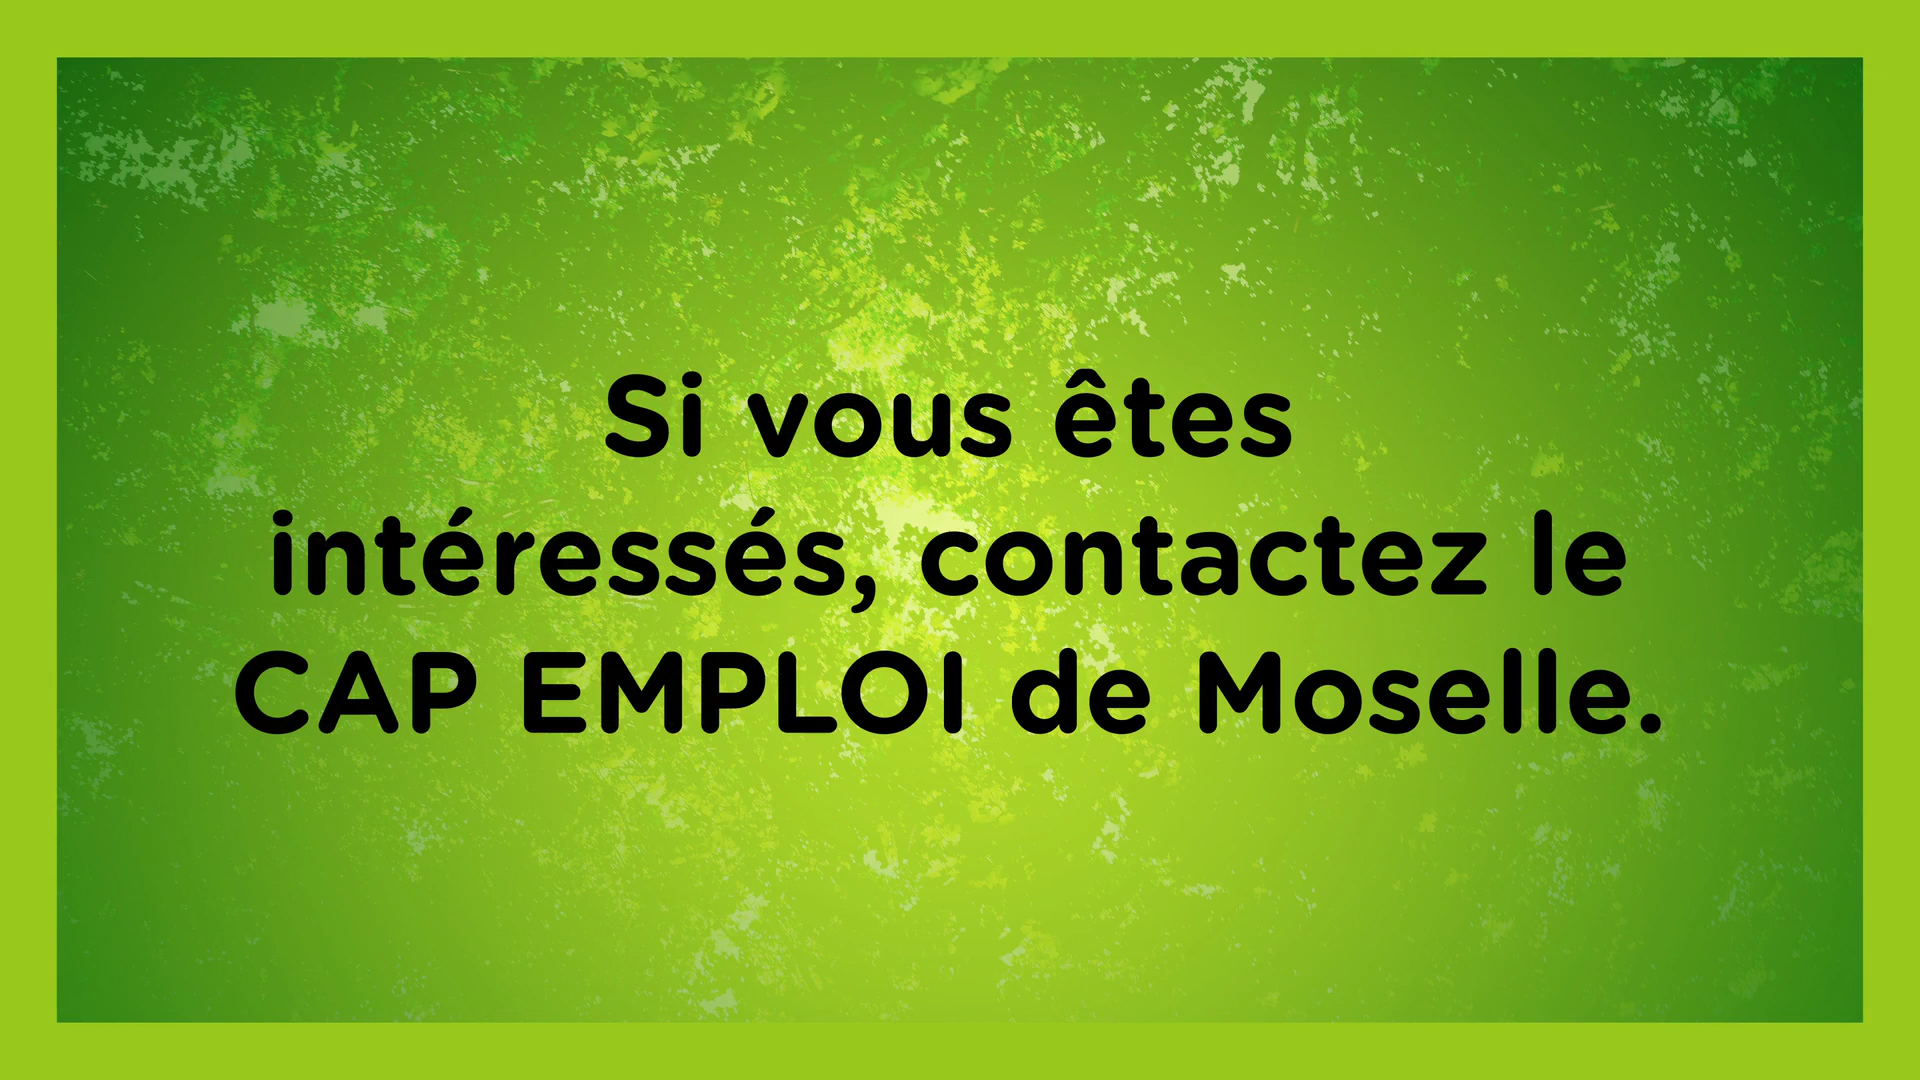 Si vous êtes
intéressés, contactez le
CAP EMPLOI de Moselle.